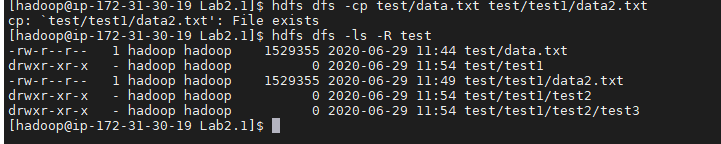 [hadoop@ip-172-31-30-19 Lab2.1]$ hdfs dfs -cp test/data.txt test/test1/data2.txt
cp: `test/test1/data2.txt': File exists
[hadoop@ip-172-31-30-19 Lab2.1]$ hdfs dfs -ls -R test
-rw-r--r--   1 hadoop hadoop    1529355 2020-06-29 11:44 test/data.txt
drwxr-xr-x   - hadoop hadoop          0 2020-06-29 11:54 test/test1
-rw-r--r--   1 hadoop hadoop    1529355 2020-06-29 11:49 test/test1/data2.txt
drwxr-xr-x   - hadoop hadoop          0 2020-06-29 11:54 test/test1/test2
drwxr-xr-x   - hadoop hadoop          0 2020-06-29 11:54 test/test1/test2/test3
[hadoop@ip-172-31-30-19 Lab2.1]$